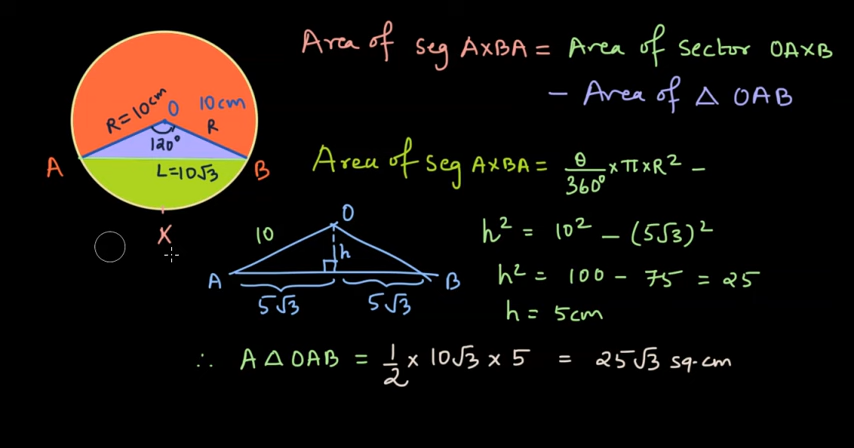 Area of seg AXBA = Area of sector OAXB
− Area of △ OAB
R = 10cm
O
10cm
R
120°
A
L=10√3
B
X
Area of seg AXBA = θ/360° × π × R² −
O
10
h
A
B
5√3
5√3
h² = 10² − (5√3)²
h² = 100 − 75 = 25
h = 5cm
∴ A △ OAB = 1/2 × 10√3 × 5 = 25√3 sq.cm